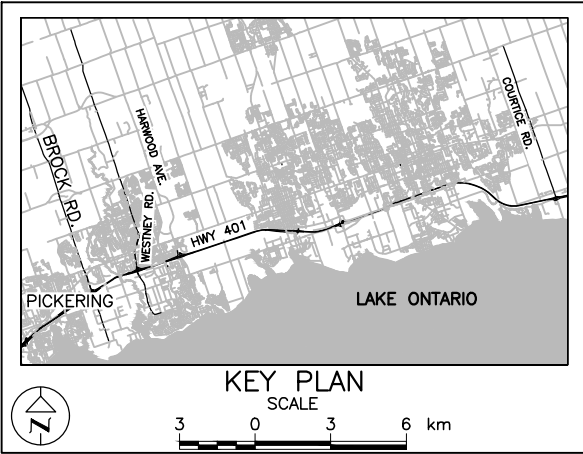 COURTICE RD.
HARWOOD AVE.
BROCK RD.
WESTNEY RD.
HWY 401
PICKERING
LAKE ONTARIO
KEY PLAN
SCALE
3 0 3 6 km
N